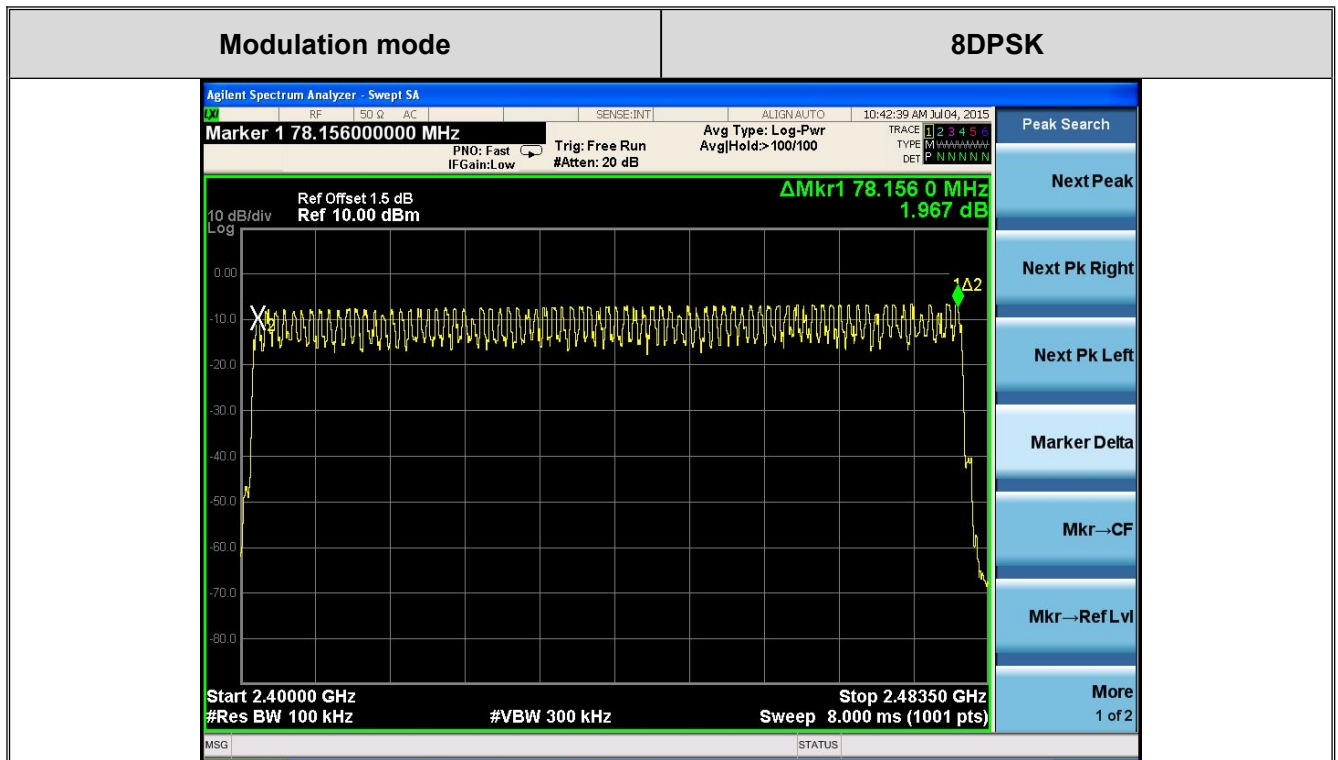 Modulation mode
8DPSK
Agilent Spectrum Analyzer - Swept SA
LXI RF 50 Ω AC SENSE:INT ALIGN AUTO 10:42:39 AM Jul 04, 2015
Marker 1 78.156000000 MHz
PNO: Fast
IFGain:Low
Trig: Free Run
#Atten: 20 dB
Avg Type: Log-Pwr
Avg|Hold:>100/100
TRACE 1 2 3 4 5 6
TYPE M
DET P N N N N N
ΔMkr1 78.156 0 MHz
1.967 dB
Ref Offset 1.5 dB
10 dB/div Ref 10.00 dBm
Log
0.00
-10.0
-20.0
-30.0
-40.0
-50.0
-60.0
-70.0
-80.0
1Δ2
X2
Start 2.40000 GHz
Stop 2.48350 GHz
#Res BW 100 kHz
#VBW 300 kHz
Sweep 8.000 ms (1001 pts)
MSG
STATUS
Peak Search
Next Peak
Next Pk Right
Next Pk Left
Marker Delta
Mkr→CF
Mkr→Ref Lvl
More
1 of 2